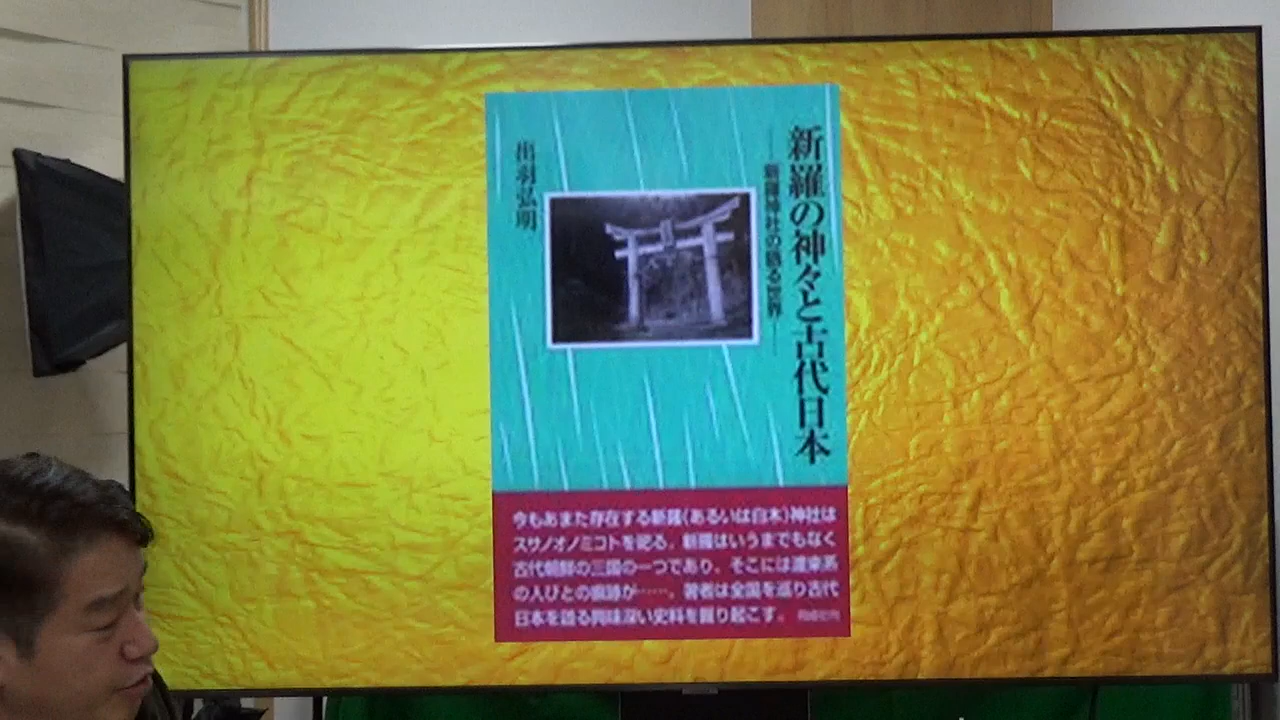 新羅の神々と古代日本
―新羅神社の語る世界―
出羽弘明
今もあまた存在する新羅(あるいは白木)神社は
スサノオノミコトを祀る。新羅はいうまでもなく
古代朝鮮の三国の一つであり、そこには渡来系
の人びとの痕跡が……。著者は全国を巡り古代
日本を語る興味深い史料を掘り起こす。